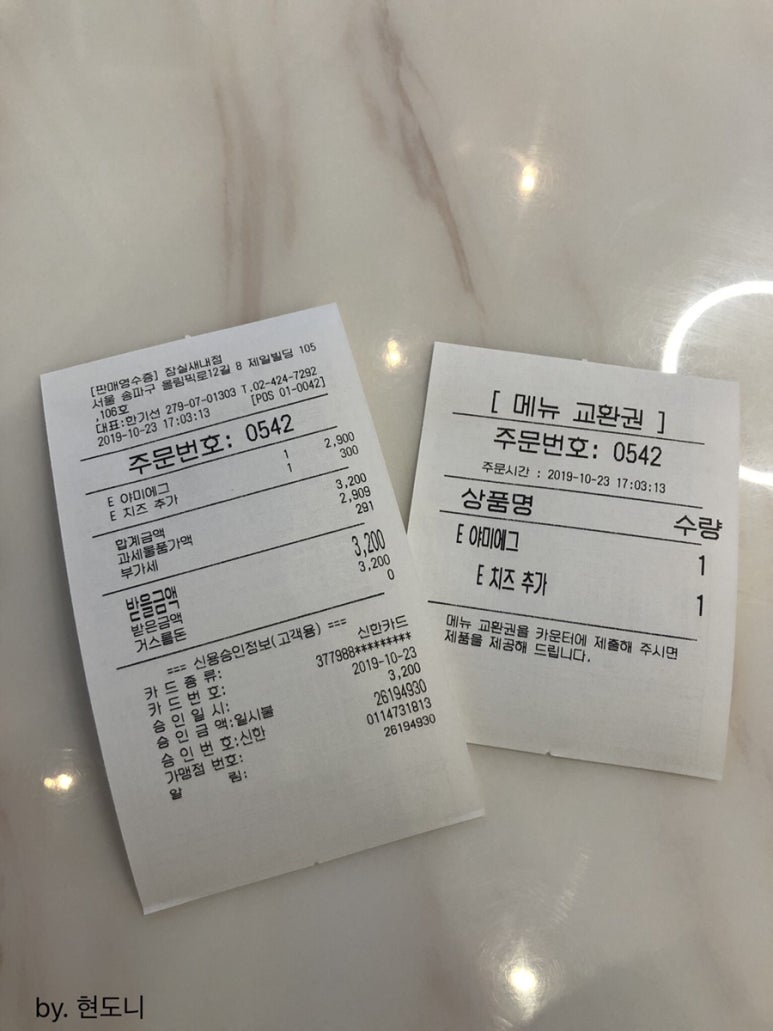 [판매영수증] 잠실새내점
서울 송파구 올림픽로12길 8 제일빌딩 105
,106호
대표:한기선 279-07-01303 T.02-424-7292
2019-10-23 17:03:13 [POS 01-0042]
주문번호: 0542
E 야미에그 1 2,900
E 치즈 추가 1 300
합계금액 3,200
과세물품가액 2,909
부가세 291
받을금액 3,200
받은금액 3,200
거스름돈 0
=== 신용승인정보(고객용) ===
카 드 종 류: 신한카드
카 드 번 호: 377988*********
승 인 일 시: 2019-10-23
승 인 금 액:일시불 3,200
승 인 번 호:신한 26194930
가맹점 번호: 0114731813
알 림: 26194930
[ 메뉴 교환권 ]
주문번호: 0542
주문시간 : 2019-10-23 17:03:13
상품명 수량
E 야미에그 1
E 치즈 추가 1
메뉴 교환권을 카운터에 제출해 주시면
제품을 제공해 드립니다.
by. 현도니